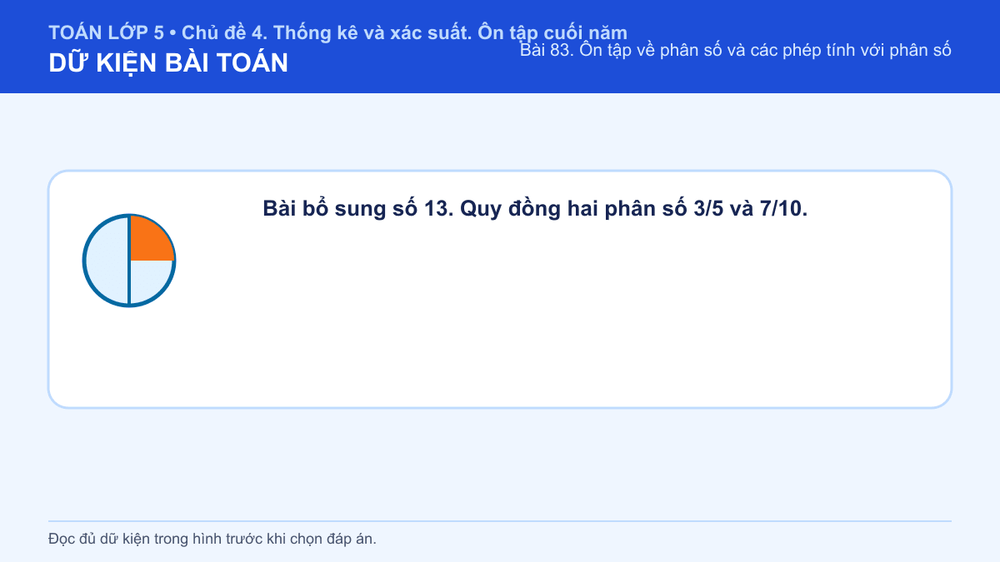 TOÁN LỚP 5 • Chủ đề 4. Thống kê và xác suất. Ôn tập cuối năm
Bài 83. Ôn tập về phân số và các phép tính với phân số
DỮ KIỆN BÀI TOÁN
Bài bổ sung số 13. Quy đồng hai phân số 3/5 và 7/10.
Đọc đủ dữ kiện trong hình trước khi chọn đáp án.